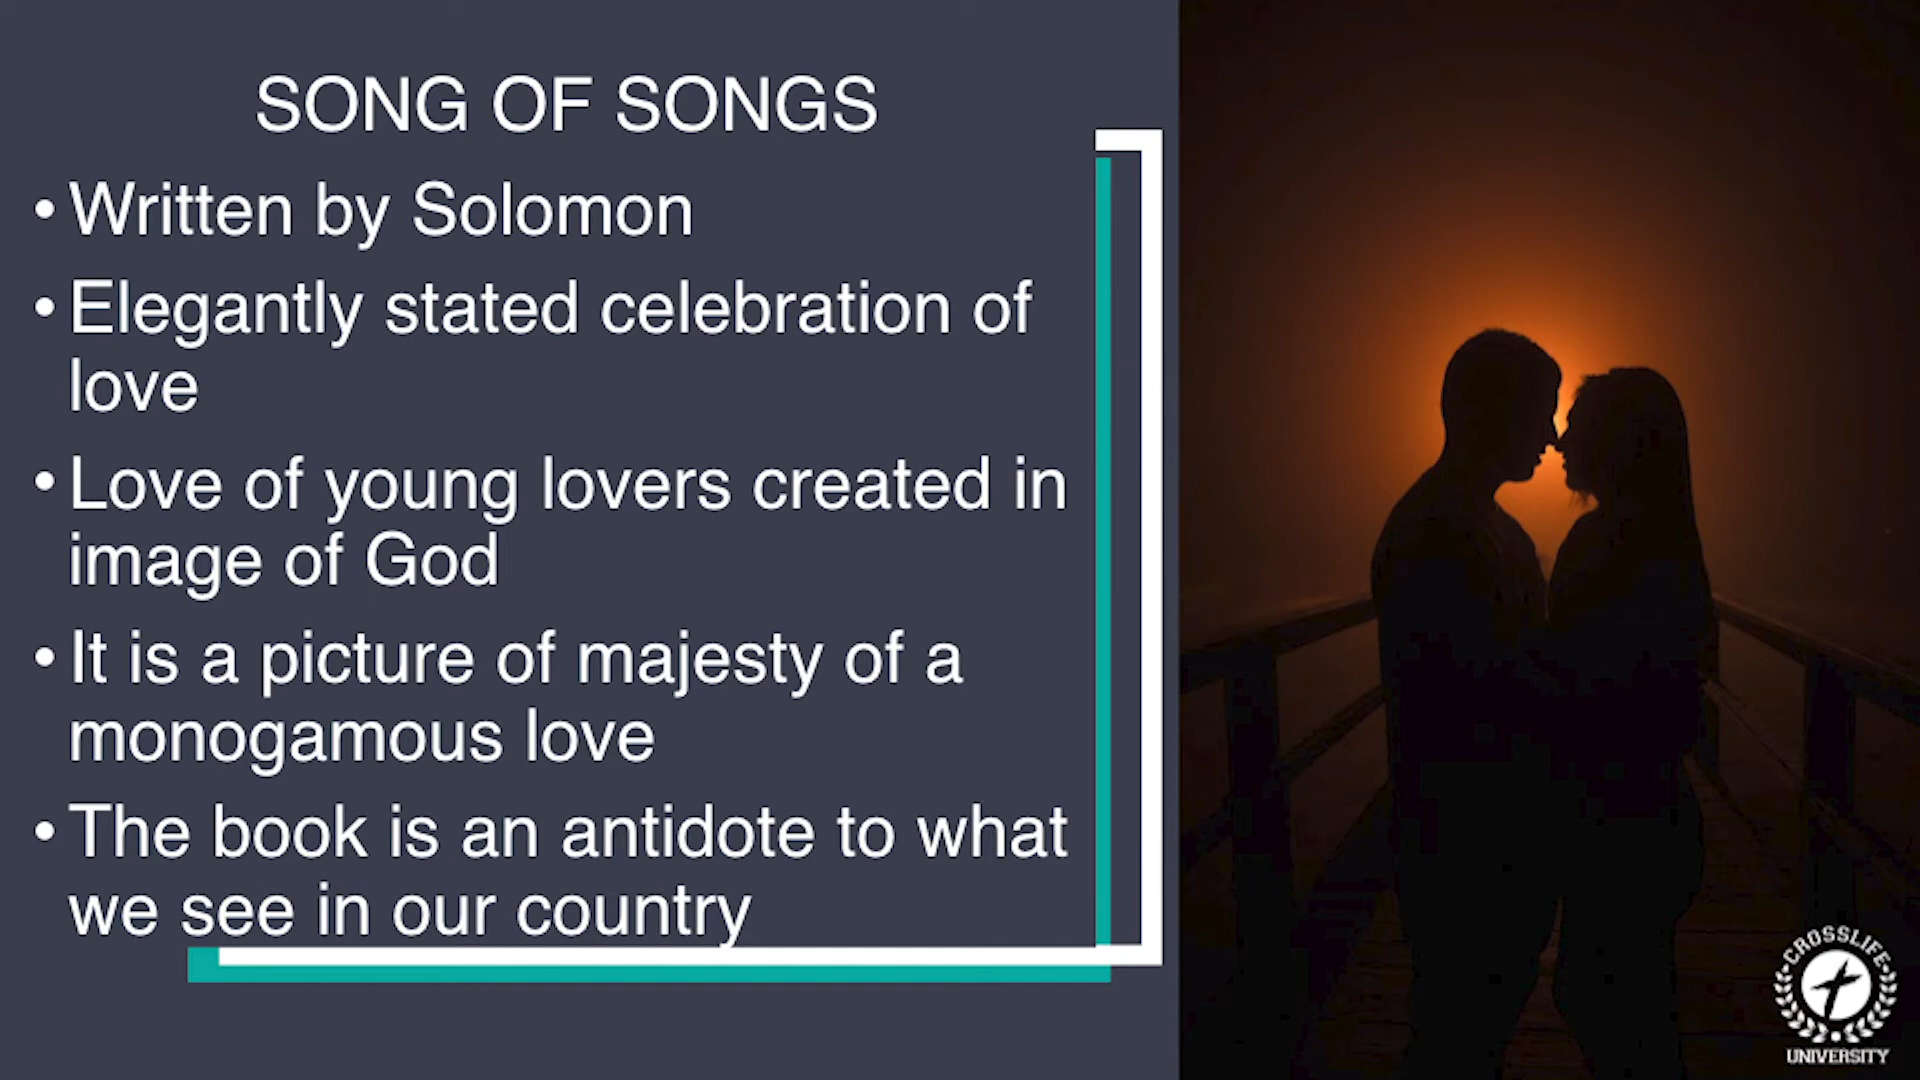 SONG OF SONGS
• Written by Solomon
• Elegantly stated celebration of
love
• Love of young lovers created in
image of God
• It is a picture of majesty of a
monogamous love
• The book is an antidote to what
we see in our country
CROSSLIFE
UNIVERSITY